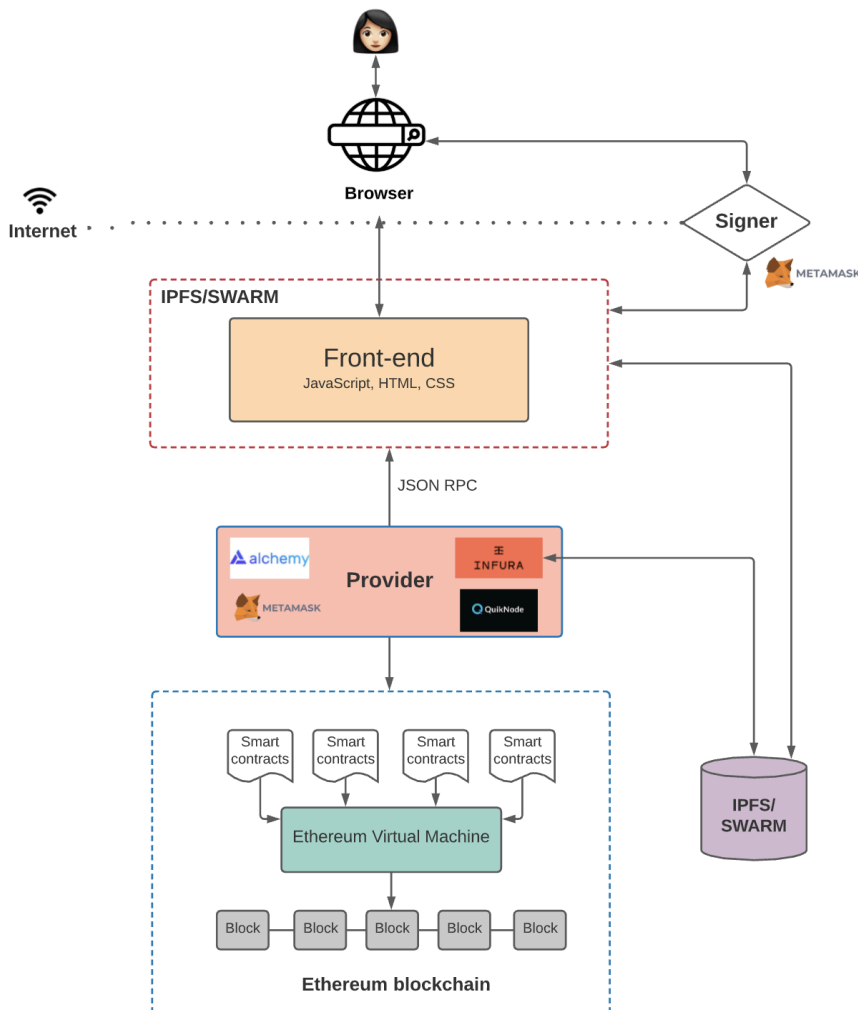 Browser
Internet
Signer
METAMASK
IPFS/SWARM
Front-end
JavaScript, HTML, CSS
JSON RPC
alchemy
Provider
INFURA
METAMASK
QuikNode
Smart
contracts
Smart
contracts
Smart
contracts
Smart
contracts
IPFS/
SWARM
Ethereum Virtual Machine
Block
Block
Block
Block
Block
Ethereum blockchain